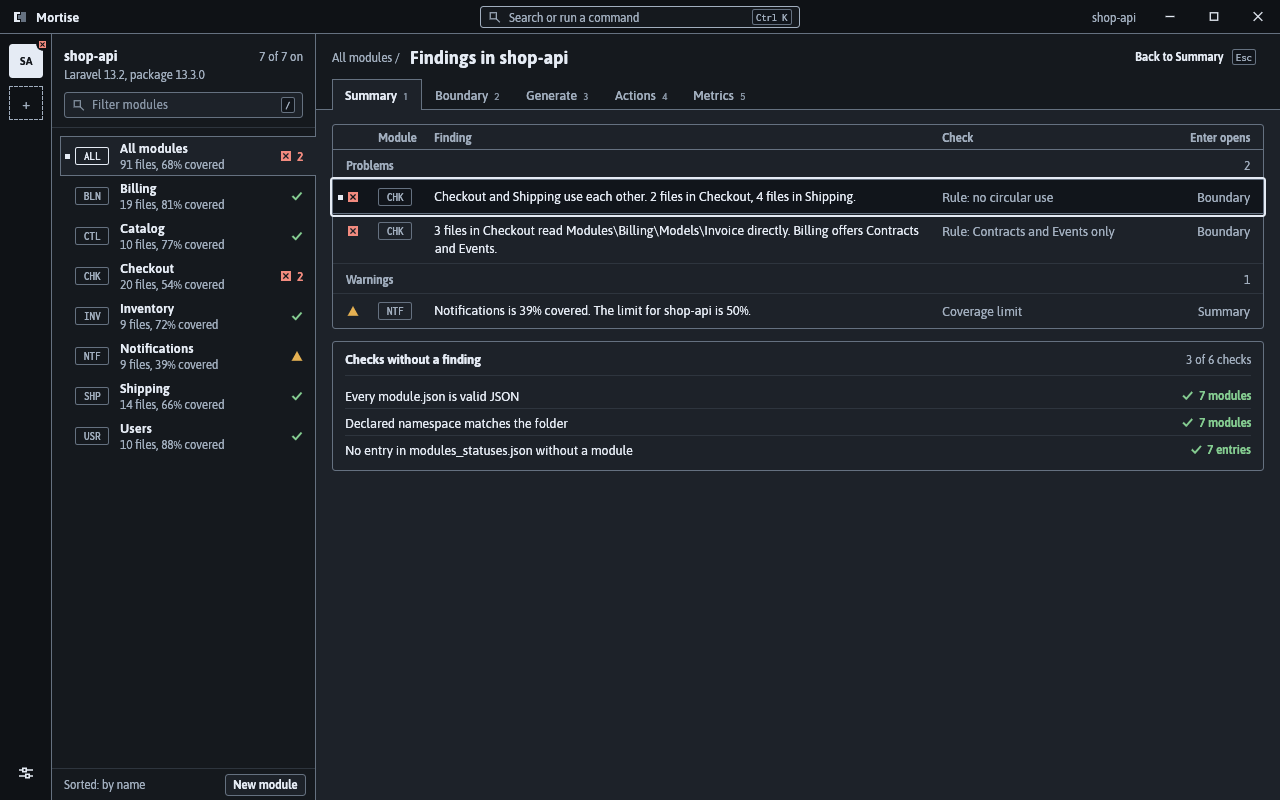 Mortise
Search or run a command
Ctrl K
shop-api
SA
+
shop-api
7 of 7 on
Laravel 13.2, package 13.3.0
Filter modules
/
ALL
All modules
91 files, 68% covered
2
BLN
Billing
19 files, 81% covered
CTL
Catalog
10 files, 77% covered
CHK
Checkout
20 files, 54% covered
2
INV
Inventory
9 files, 72% covered
NTF
Notifications
9 files, 39% covered
SHP
Shipping
14 files, 66% covered
USR
Users
10 files, 88% covered
Sorted: by name
New module
All modules /
Findings in shop-api
Back to Summary
Esc
Summary 1
Boundary 2
Generate 3
Actions 4
Metrics 5
Module
Finding
Check
Enter opens
Problems
2
CHK
Checkout and Shipping use each other. 2 files in Checkout, 4 files in Shipping.
Rule: no circular use
Boundary
CHK
3 files in Checkout read Modules\Billing\Models\Invoice directly. Billing offers Contracts
and Events.
Rule: Contracts and Events only
Boundary
Warnings
1
NTF
Notifications is 39% covered. The limit for shop-api is 50%.
Coverage limit
Summary
Checks without a finding
3 of 6 checks
Every module.json is valid JSON
7 modules
Declared namespace matches the folder
7 modules
No entry in modules_statuses.json without a module
7 entries